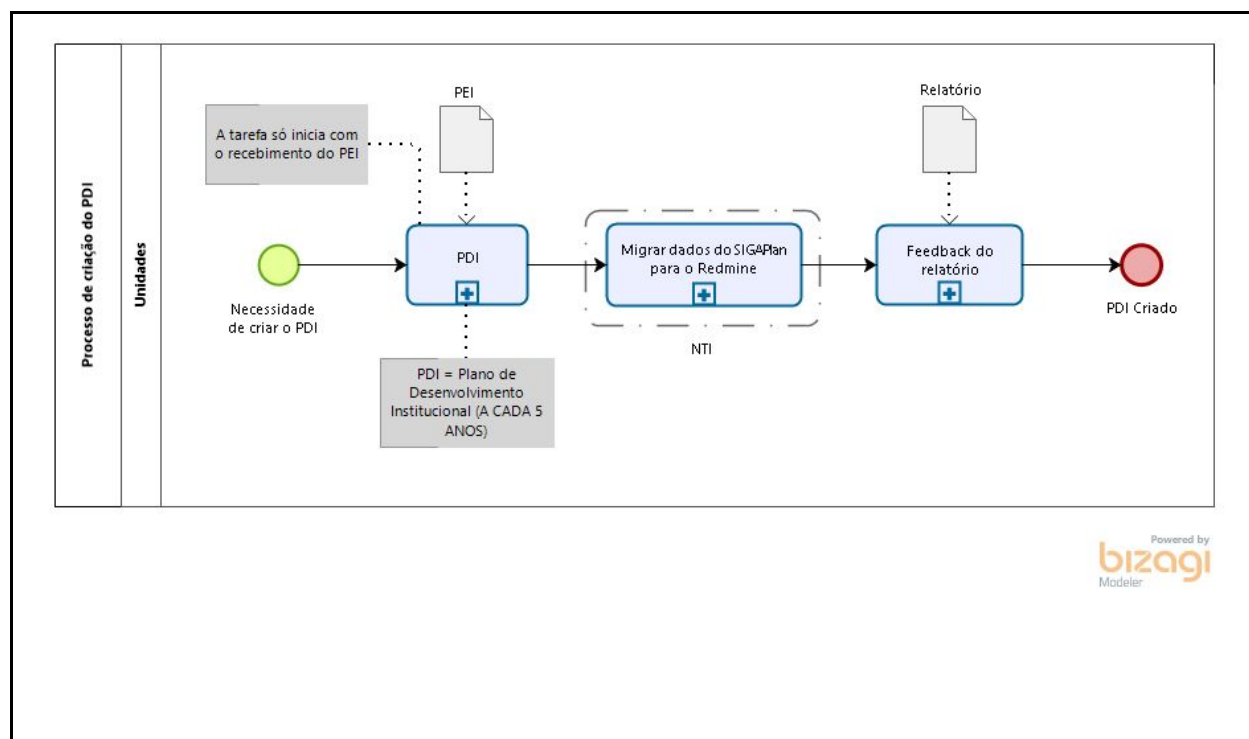 Processo de criação do PDI
Unidades
A tarefa só inicia com
o recebimento do PEI
PEI
Relatório
Necessidade
de criar o PDI
PDI
Migrar dados do SIGAPlan
para o Redmine
NTI
Feedback do
relatório
PDI Criado
PDI = Plano de
Desenvolvimento
Institucional (A CADA 5
ANOS)
Powered by
bizagi
Modeler